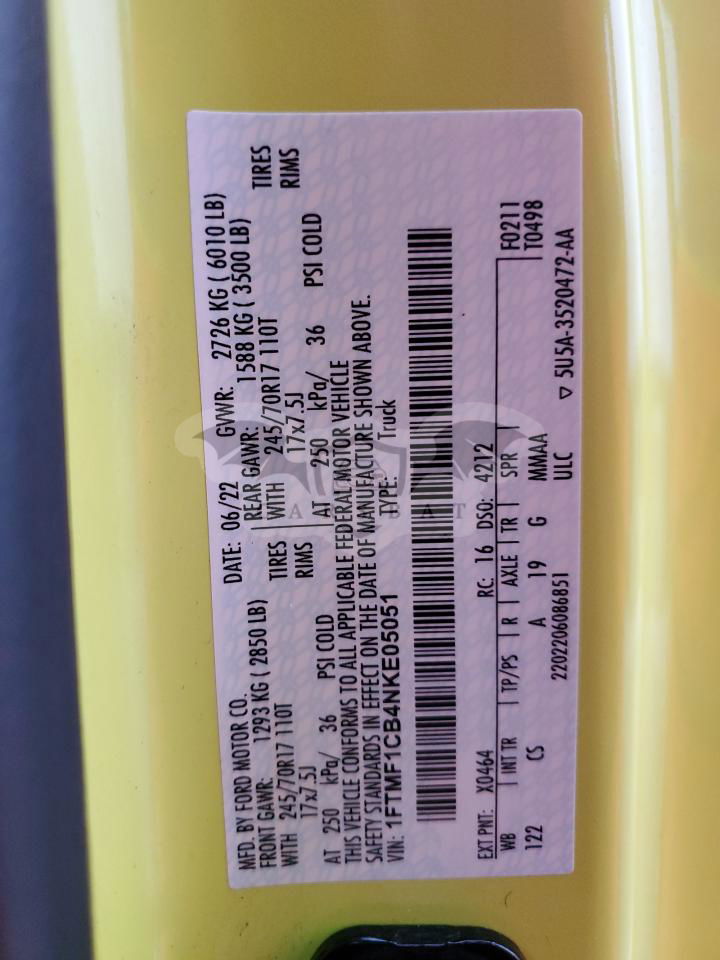 MFD. BY FORD MOTOR CO. DATE: 06/22 GVWR: 2726 KG ( 6010 LB)
FRONT GAWR: 1293 KG ( 2850 LB) REAR GAWR: 1588 KG ( 3500 LB)
WITH 245/70R17 110T TIRES WITH 245/70R17 110T TIRES
17x7.5J RIMS 17x7.5J RIMS
AT 250 kPa/ 36 PSI COLD AT 250 kPa/ 36 PSI COLD
THIS VEHICLE CONFORMS TO ALL APPLICABLE FEDERAL MOTOR VEHICLE
SAFETY STANDARDS IN EFFECT ON THE DATE OF MANUFACTURE SHOWN ABOVE.
VIN: 1FTMF1CB4NKE05051 TYPE: Truck
EXT PNT: X0464 RC: 16 DSO: 4212
WB INT TR TP/PS R AXLE TR SPR F0211
122 CS A 19 G MMAA T0498
ULC
2202206086851 ▽ 5U5A-3520472-AA